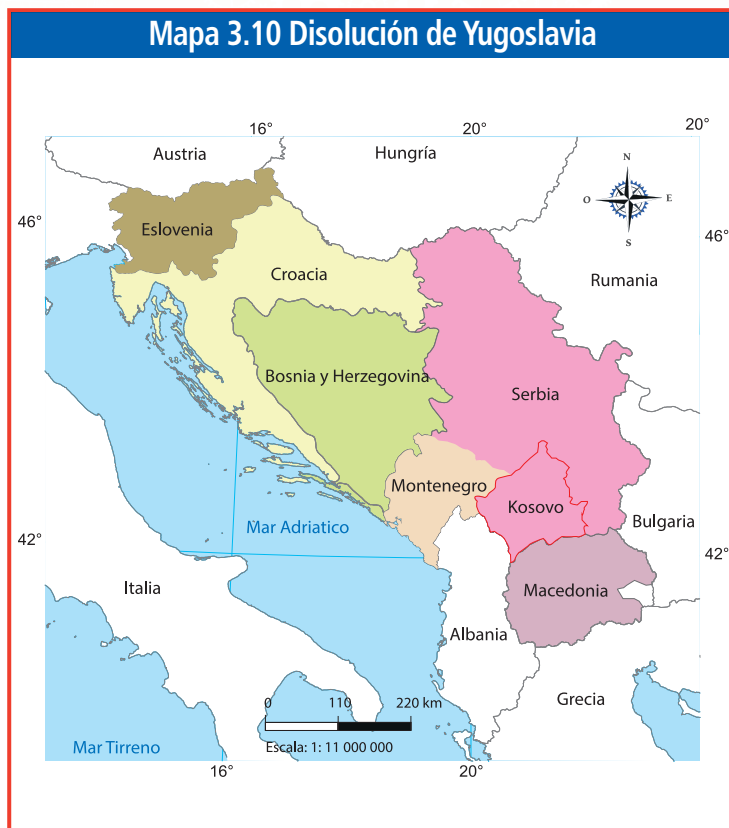 Mapa 3.10 Disolución de Yugoslavia
16° 20° 20°
Austria
Hungría
N
O E
S
46° 46°
Eslovenia
Croacia
Rumania
Bosnia y Herzegovina
Serbia
Montenegro
Kosovo
Bulgaria
Mar Adriatico
42° 42°
Italia
Macedonia
Albania
Grecia
0 110 220 km
Escala: 1: 11 000 000
Mar Tirreno
16° 20°